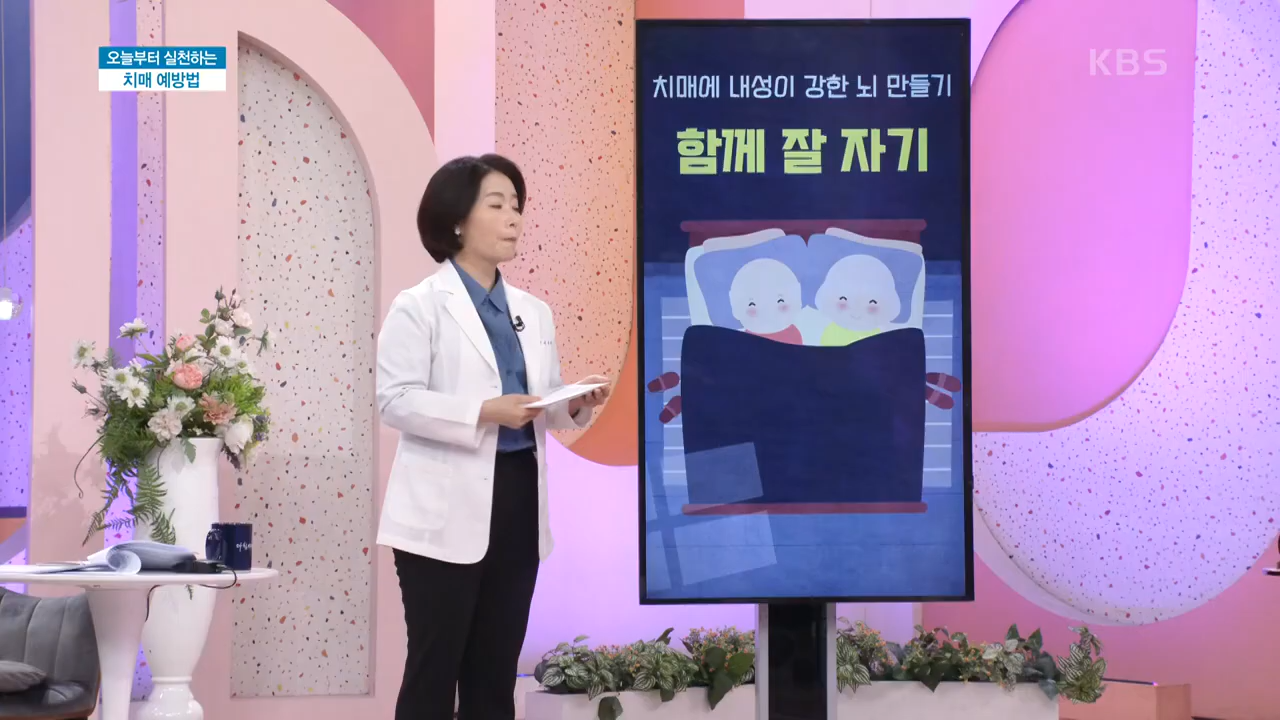 오늘부터 실천하는
치매 예방법
KBS
치매에 내성이 강한 뇌 만들기
함께 잘 자기